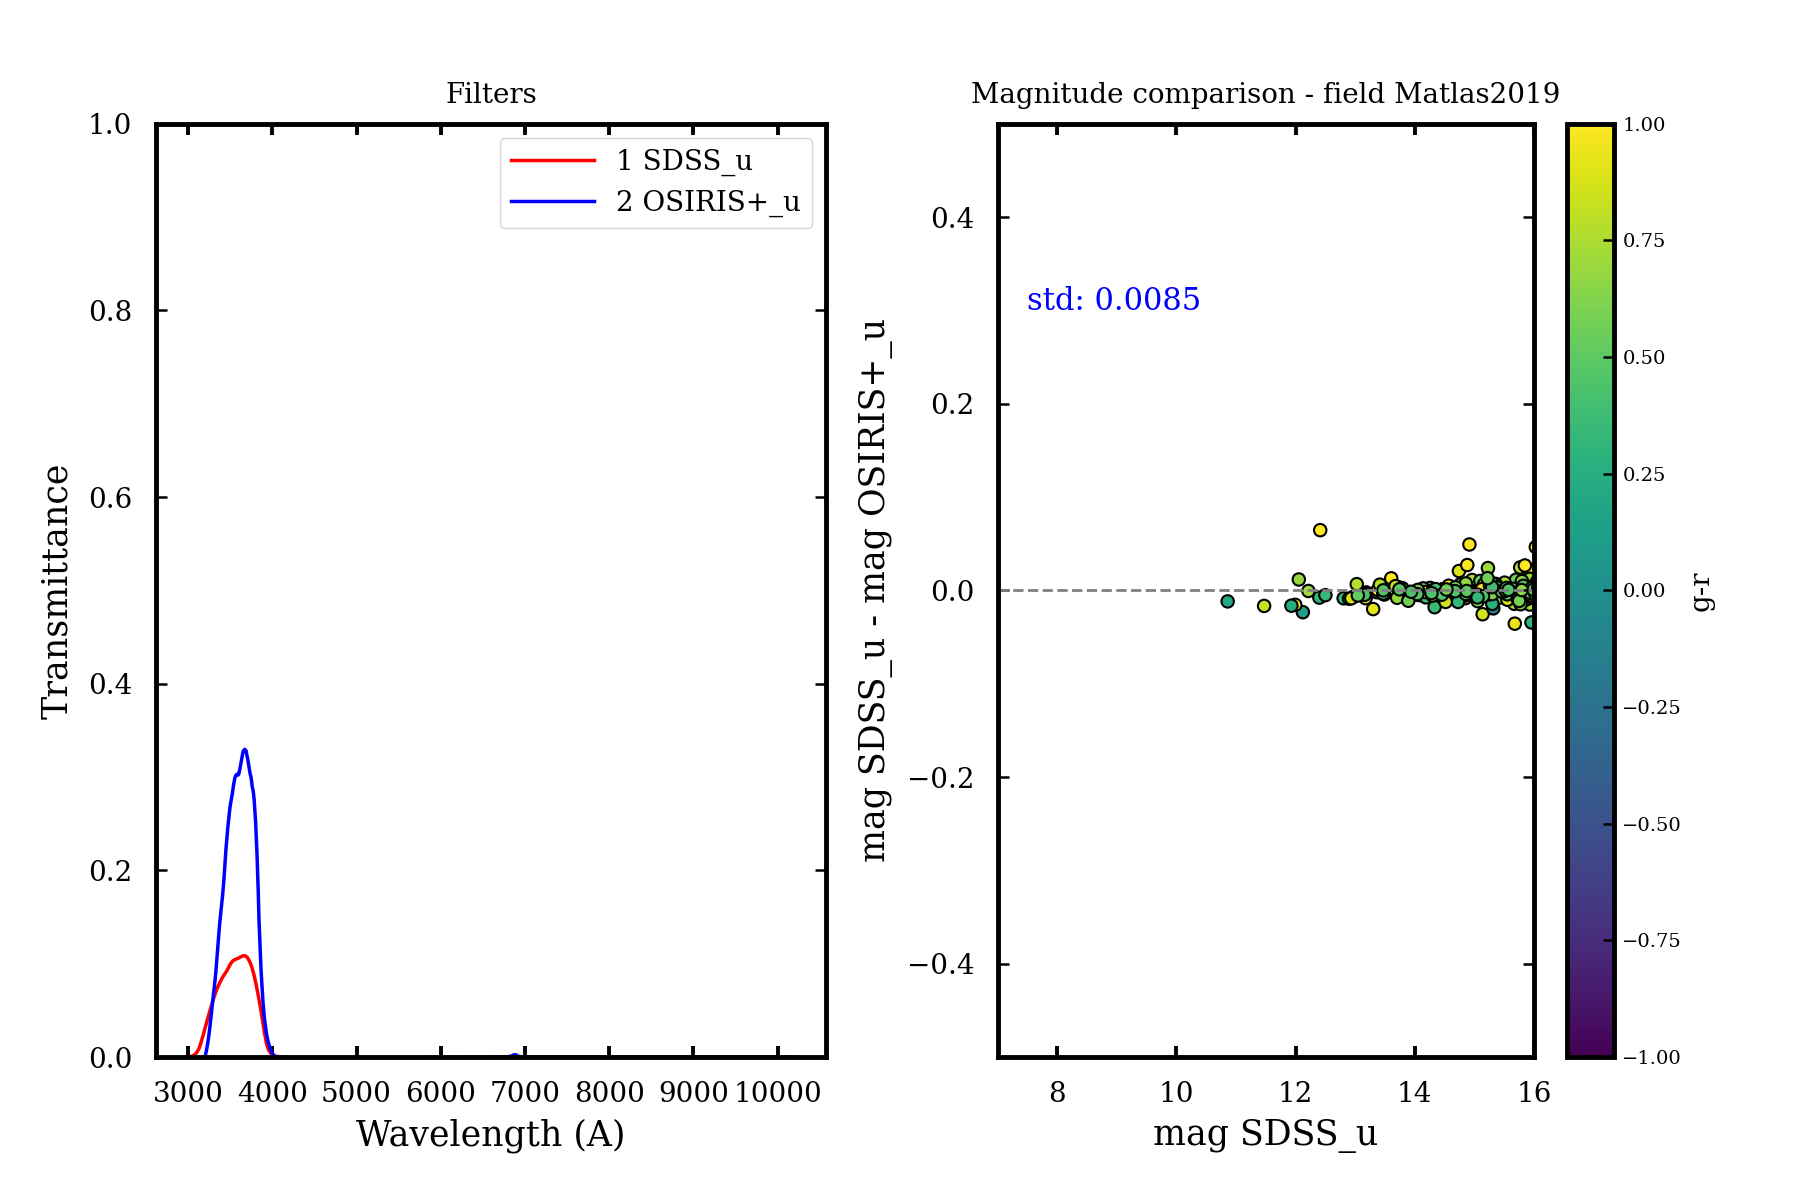 Filters
1.0
0.8
0.6
0.4
0.2
0.0
Transmittance
1 SDSS_u
2 OSIRIS+_u
3000 4000 5000 6000 7000 8000 9000 10000
Wavelength (A)
Magnitude comparison - field Matlas2019
0.4
0.2
0.0
−0.2
−0.4
mag SDSS_u - mag OSIRIS+_u
std: 0.0085
8 10 12 14 16
mag SDSS_u
1.00
0.75
0.50
0.25
0.00
−0.25
−0.50
−0.75
−1.00
g-r